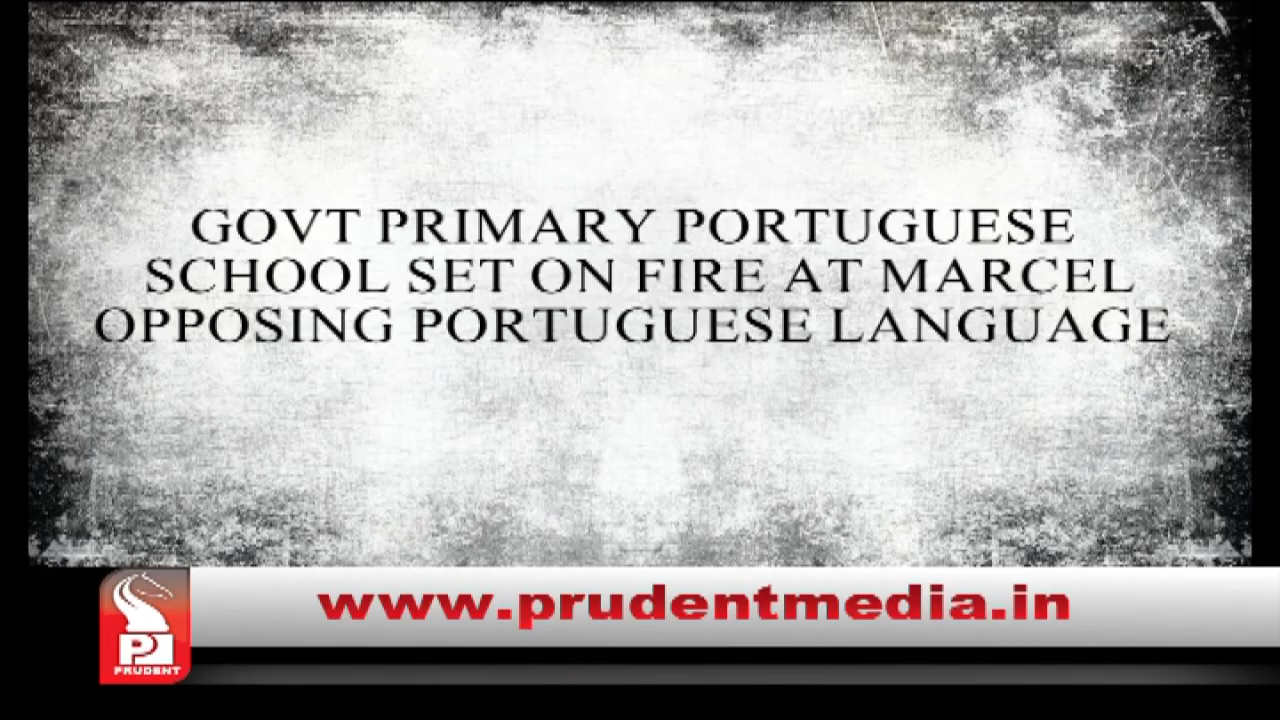 GOVT PRIMARY PORTUGUESE
SCHOOL SET ON FIRE AT MARCEL
OPPOSING PORTUGUESE LANGUAGE
www.prudentmedia.in
P
PRUDENT